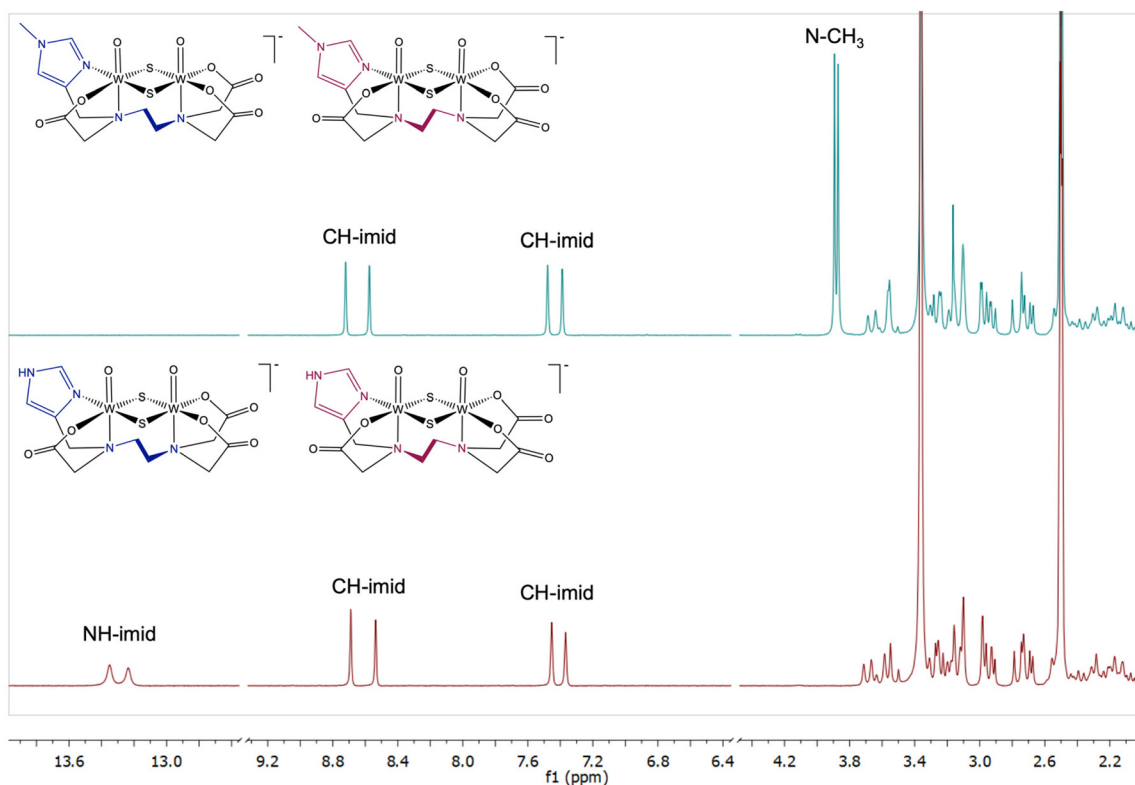 N-CH₃
O O ]⁻
N N W S S W O O O O O N N
O O ]⁻
N N W S S W O O O O O N N
CH-imid CH-imid
O O ]⁻
HN N W S S W O O O O O O N N
O O ]⁻
HN N W S S W O O O O O O N N
NH-imid CH-imid CH-imid
13.6 13.0 9.2 8.8 8.4 8.0 7.6 7.2 6.8 6.4 4.2 3.8 3.4 3.0 2.6 2.2
f1 (ppm)